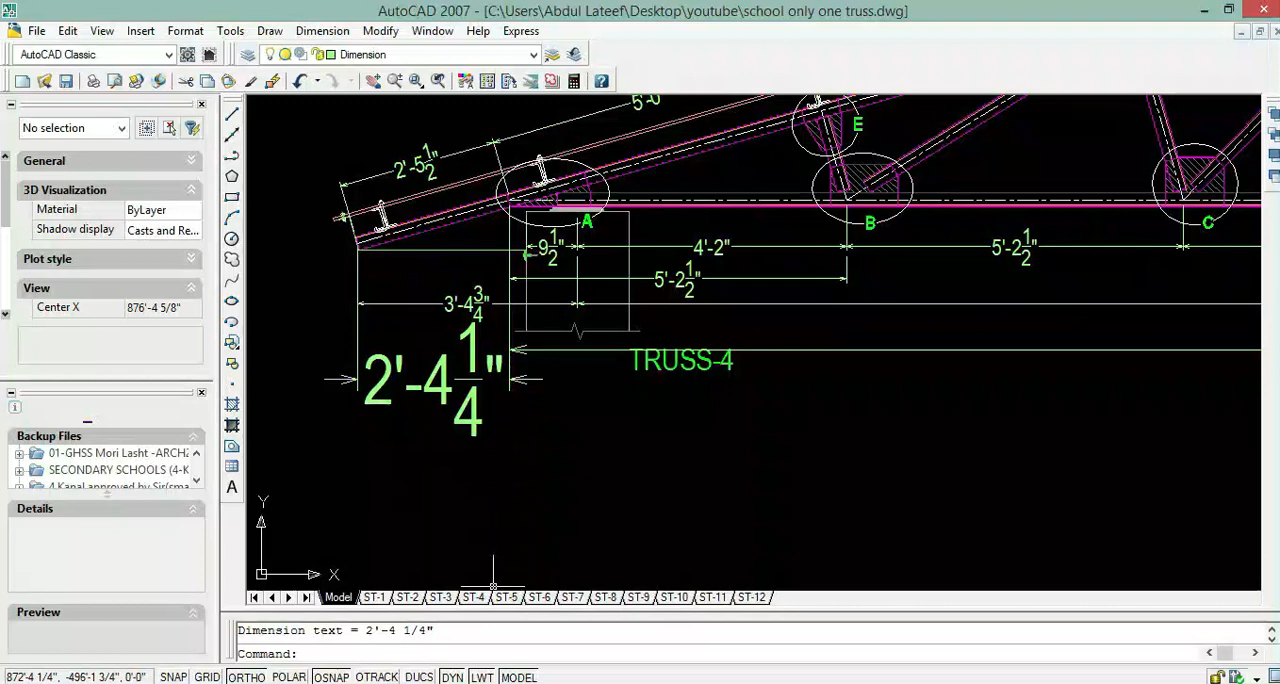 AutoCAD 2007 - [C:\Users\Abdul Lateef\Desktop\youtube\school only one truss.dwg]
File Edit View Insert Format Tools Draw Dimension Modify Window Help Express
AutoCAD Classic
Dimension
No selection
General
3D Visualization
Material ByLayer
Shadow display Casts and Re...
Plot style
View
Center X 876'-4 5/8"
Backup Files
01-GHSS Mori Lasht -ARCH
SECONDARY SCHOOLS (4-K
4 Kanal approved by Sir(sma
Details
Preview
2'-5 1/2"
E
A
B
C
9 1/2"
4'-2"
5'-2 1/2"
5'-2 1/2"
3'-4 3/4"
TRUSS-4
2'-4 1/4"
Y
X
Model ST-1 ST-2 ST-3 ST-4 ST-5 ST-6 ST-7 ST-8 ST-9 ST-10 ST-11 ST-12
Dimension text = 2'-4 1/4"
Command:
872'-4 1/4", -496'-1 3/4", 0'-0" SNAP GRID ORTHO POLAR OSNAP OTRACK DUCS DYN LWT MODEL